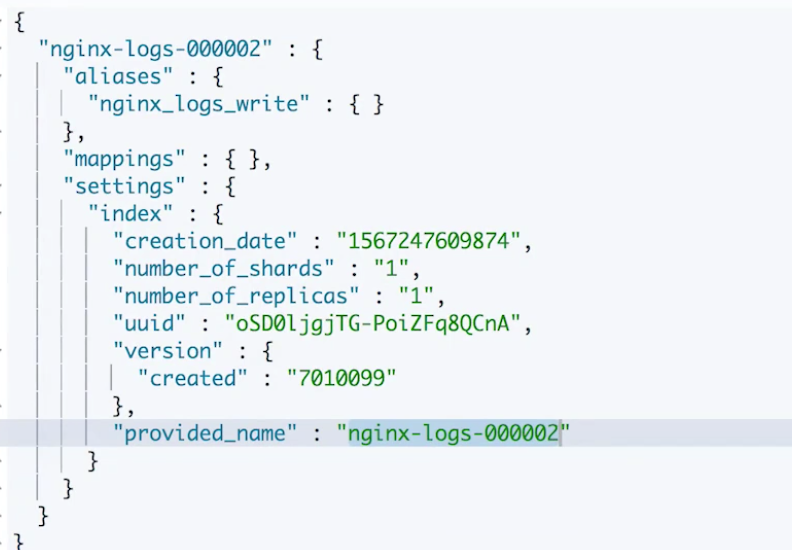 {
"nginx-logs-000002" : {
"aliases" : {
"nginx_logs_write" : { }
},
"mappings" : { },
"settings" : {
"index" : {
"creation_date" : "1567247609874",
"number_of_shards" : "1",
"number_of_replicas" : "1",
"uuid" : "oSD0ljgjTG-PoiZFq8QCnA",
"version" : {
"created" : "7010099"
},
"provided_name" : "nginx-logs-000002"
}
}
}
}